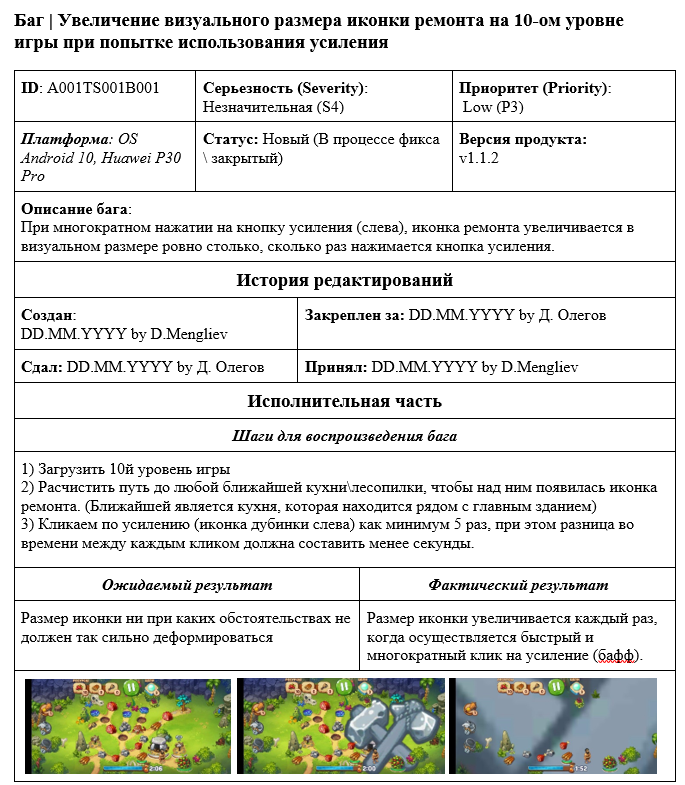 Баг | Увеличение визуального размера иконки ремонта на 10-ом уровне
игры при попытке использования усиления
ID: A001TS001B001
Серьезность (Severity):
Незначительная (S4)
Приоритет (Priority):
Low (P3)
Платформа: OS
Android 10, Huawei P30
Pro
Статус: Новый (В процессе фикса
\ закрытый)
Версия продукта:
v1.1.2
Описание бага:
При многократном нажатии на кнопку усиления (слева), иконка ремонта увеличивается в
визуальном размере ровно столько, сколько раз нажимается кнопка усиления.
История редактирований
Создан:
DD.MM.YYYY by D.Mengliev
Закреплен за: DD.MM.YYYY by Д. Олегов
Сдал: DD.MM.YYYY by Д. Олегов
Принял: DD.MM.YYYY by D.Mengliev
Исполнительная часть
Шаги для воспроизведения бага
1) Загрузить 10й уровень игры
2) Расчистить путь до любой ближайшей кухни\лесопилки, чтобы над ним появилась иконка
ремонта. (Ближайшей является кухня, которая находится рядом с главным зданием)
3) Кликаем по усилению (иконка дубинки слева) как минимум 5 раз, при этом разница во
времени между каждым кликом должна составить менее секунды.
Ожидаемый результат
Фактический результат
Размер иконки ни при каких обстоятельствах не
должен так сильно деформироваться
Размер иконки увеличивается каждый раз,
когда осуществляется быстрый и
многократный клик на усиление (бафф).
2:06
2:00
1:52